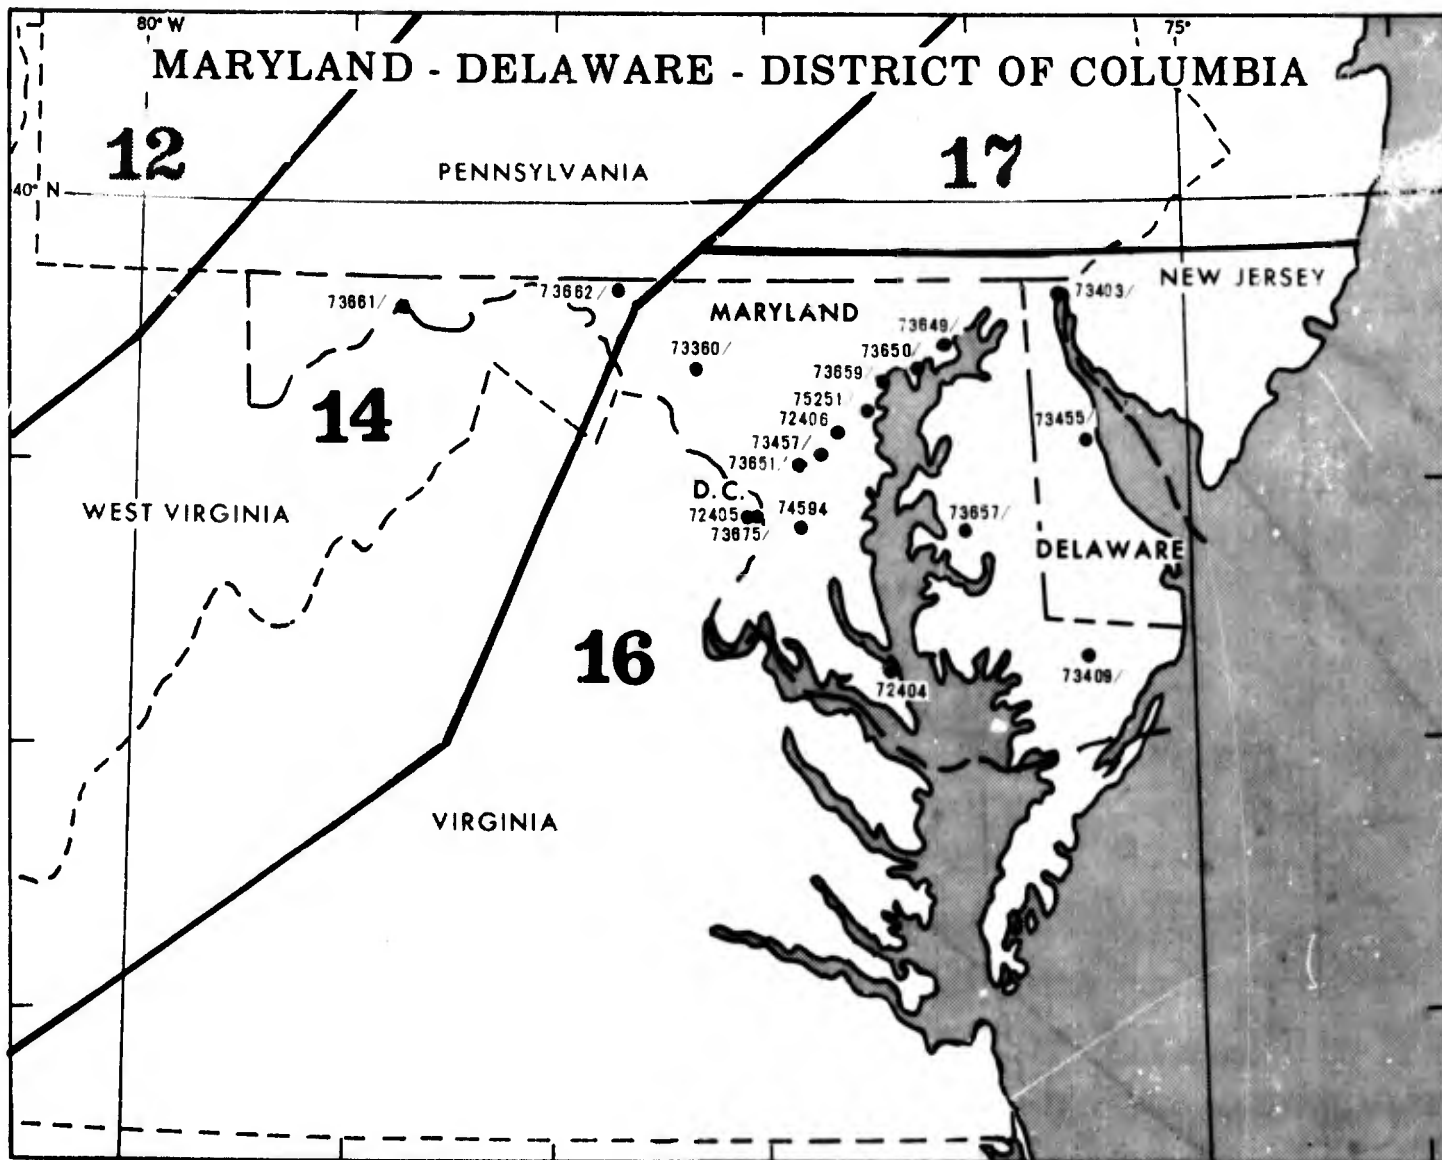 80° W
75°
MARYLAND - DELAWARE - DISTRICT OF COLUMBIA
12
17
PENNSYLVANIA
40° N
NEW JERSEY
73661/
73662/
73403/
MARYLAND
73649/
73360/
73650/
73659/
75251
14
72406
73455/
73457/
73651/
D.C.
WEST VIRGINIA
72405
74594
73657/
73675/
DELAWARE
16
73409/
72404
VIRGINIA